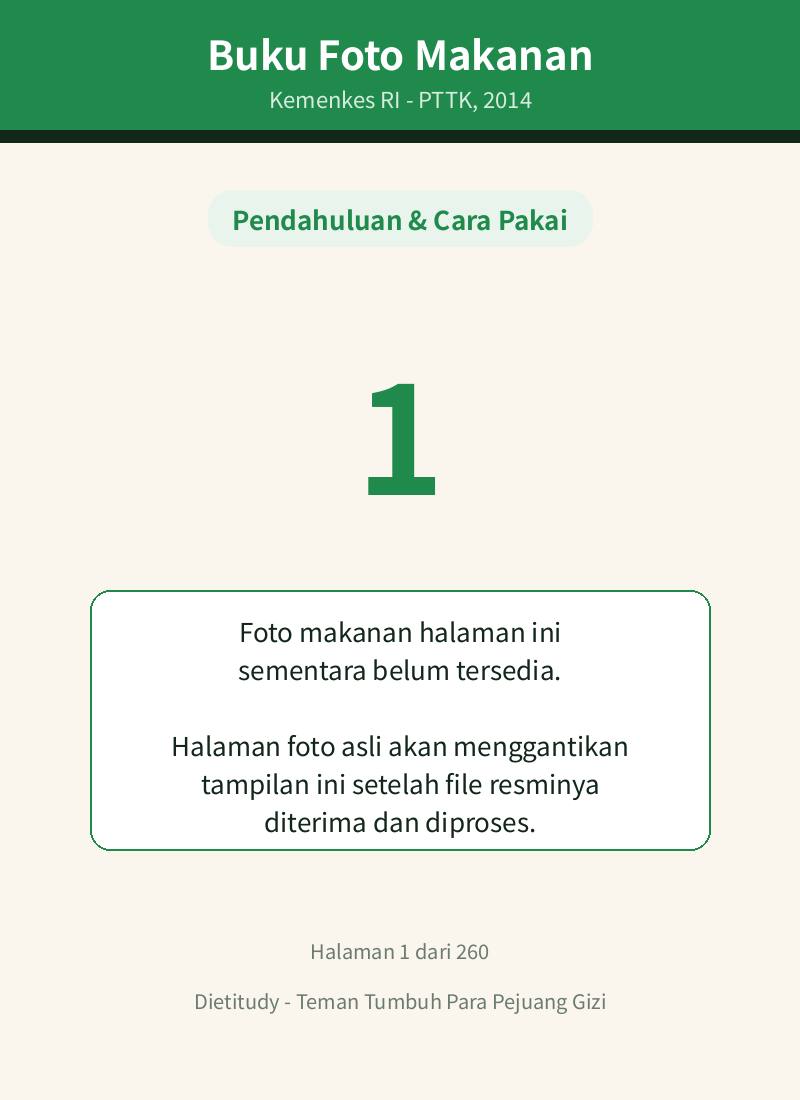 Buku Foto Makanan
Kemenkes RI - PTTK, 2014
Pendahuluan & Cara Pakai
1
Foto makanan halaman ini
sementara belum tersedia.
Halaman foto asli akan menggantikan
tampilan ini setelah file resminya
diterima dan diproses.
Halaman 1 dari 260
Dietitudy - Teman Tumbuh Para Pejuang Gizi